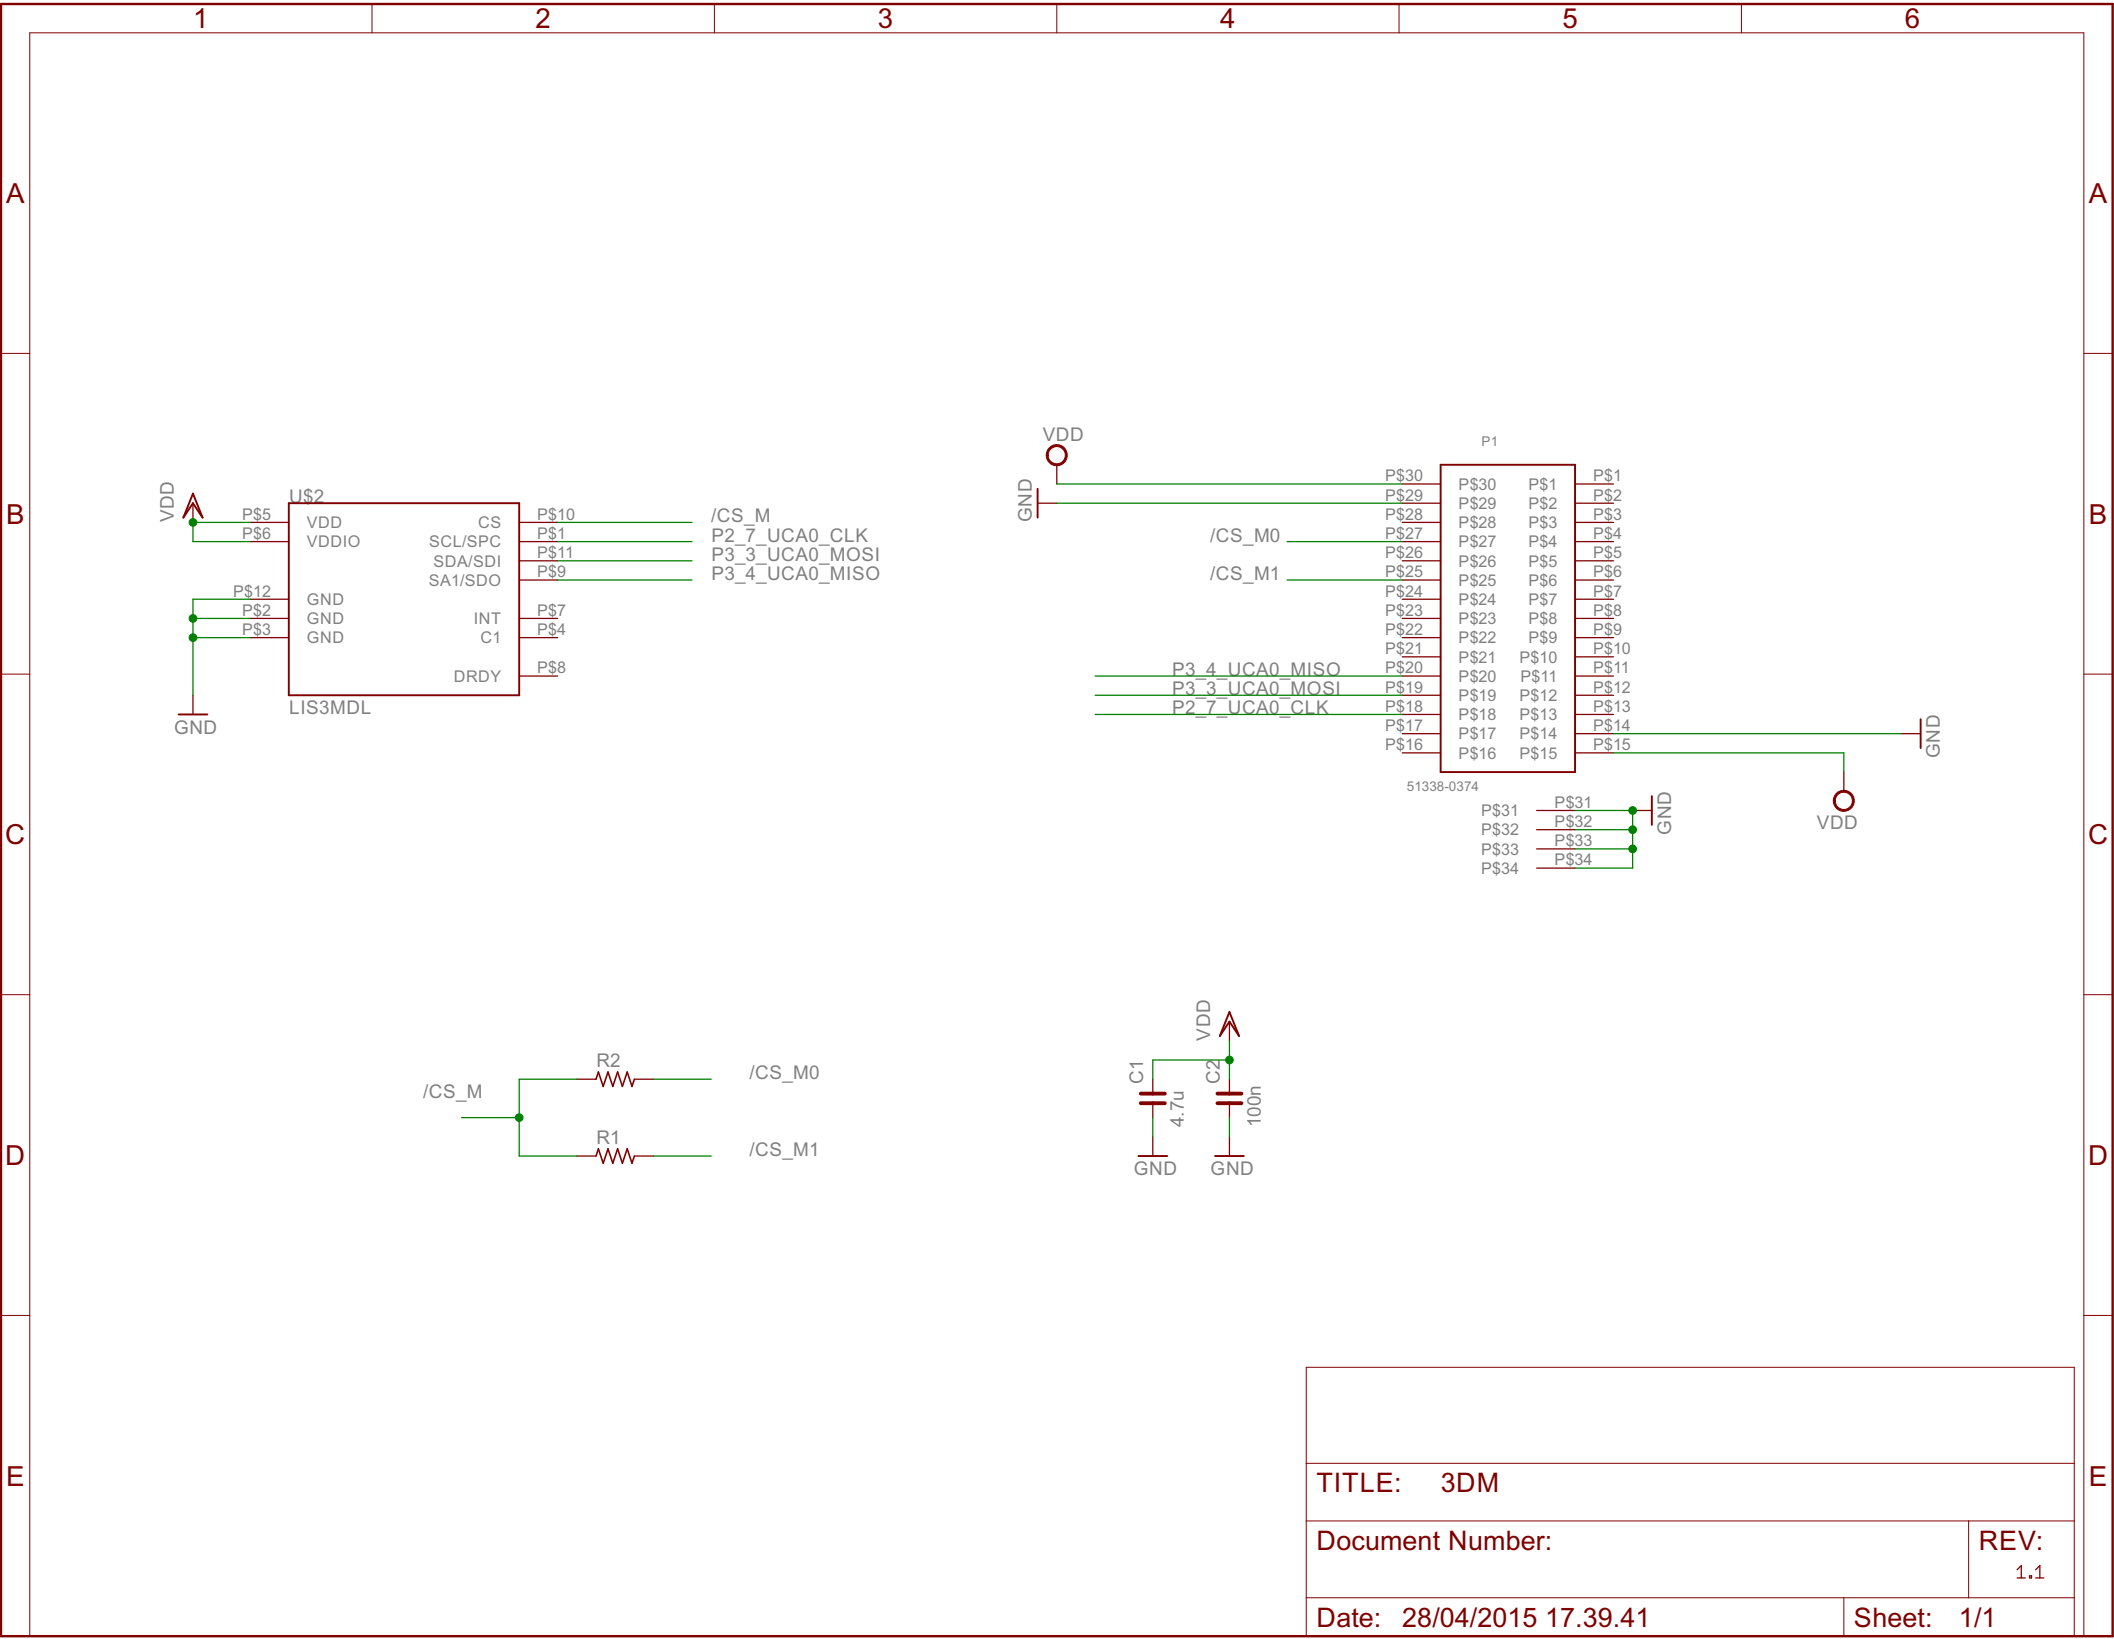 1 2 3 4 5 6
A A
B B
C C
D D
E E
VDD
U$2
P$5 VDD CS P$10 /CS_M
P$6 VDDIO SCL/SPC P$1 P2_7_UCA0_CLK
SDA/SDI P$11 P3_3_UCA0_MOSI
SA1/SDO P$9 P3_4_UCA0_MISO
P$12 GND
P$2 GND INT P$7
P$3 GND C1 P$4
DRDY P$8
LIS3MDL
GND
VDD
GND
P1
P$30 P$30 P$1 P$1
P$29 P$29 P$2 P$2
P$28 P$28 P$3 P$3
/CS_M0 P$27 P$27 P$4 P$4
P$26 P$26 P$5 P$5
/CS_M1 P$25 P$25 P$6 P$6
P$24 P$24 P$7 P$7
P$23 P$23 P$8 P$8
P$22 P$22 P$9 P$9
P$21 P$21 P$10 P$10
P3_4_UCA0_MISO P$20 P$20 P$11 P$11
P3_3_UCA0_MOSI P$19 P$19 P$12 P$12
P2_7_UCA0_CLK P$18 P$18 P$13 P$13
P$17 P$17 P$14 P$14 GND
P$16 P$16 P$15 P$15
51338-0374
VDD
P$31 P$31 GND
P$32 P$32
P$33 P$33
P$34 P$34
/CS_M
R2 /CS_M0
R1 /CS_M1
VDD
C1 4.7u
C2 100n
GND GND
TITLE: 3DM
Document Number:
REV:
1.1
Date: 28/04/2015 17.39.41
Sheet: 1/1